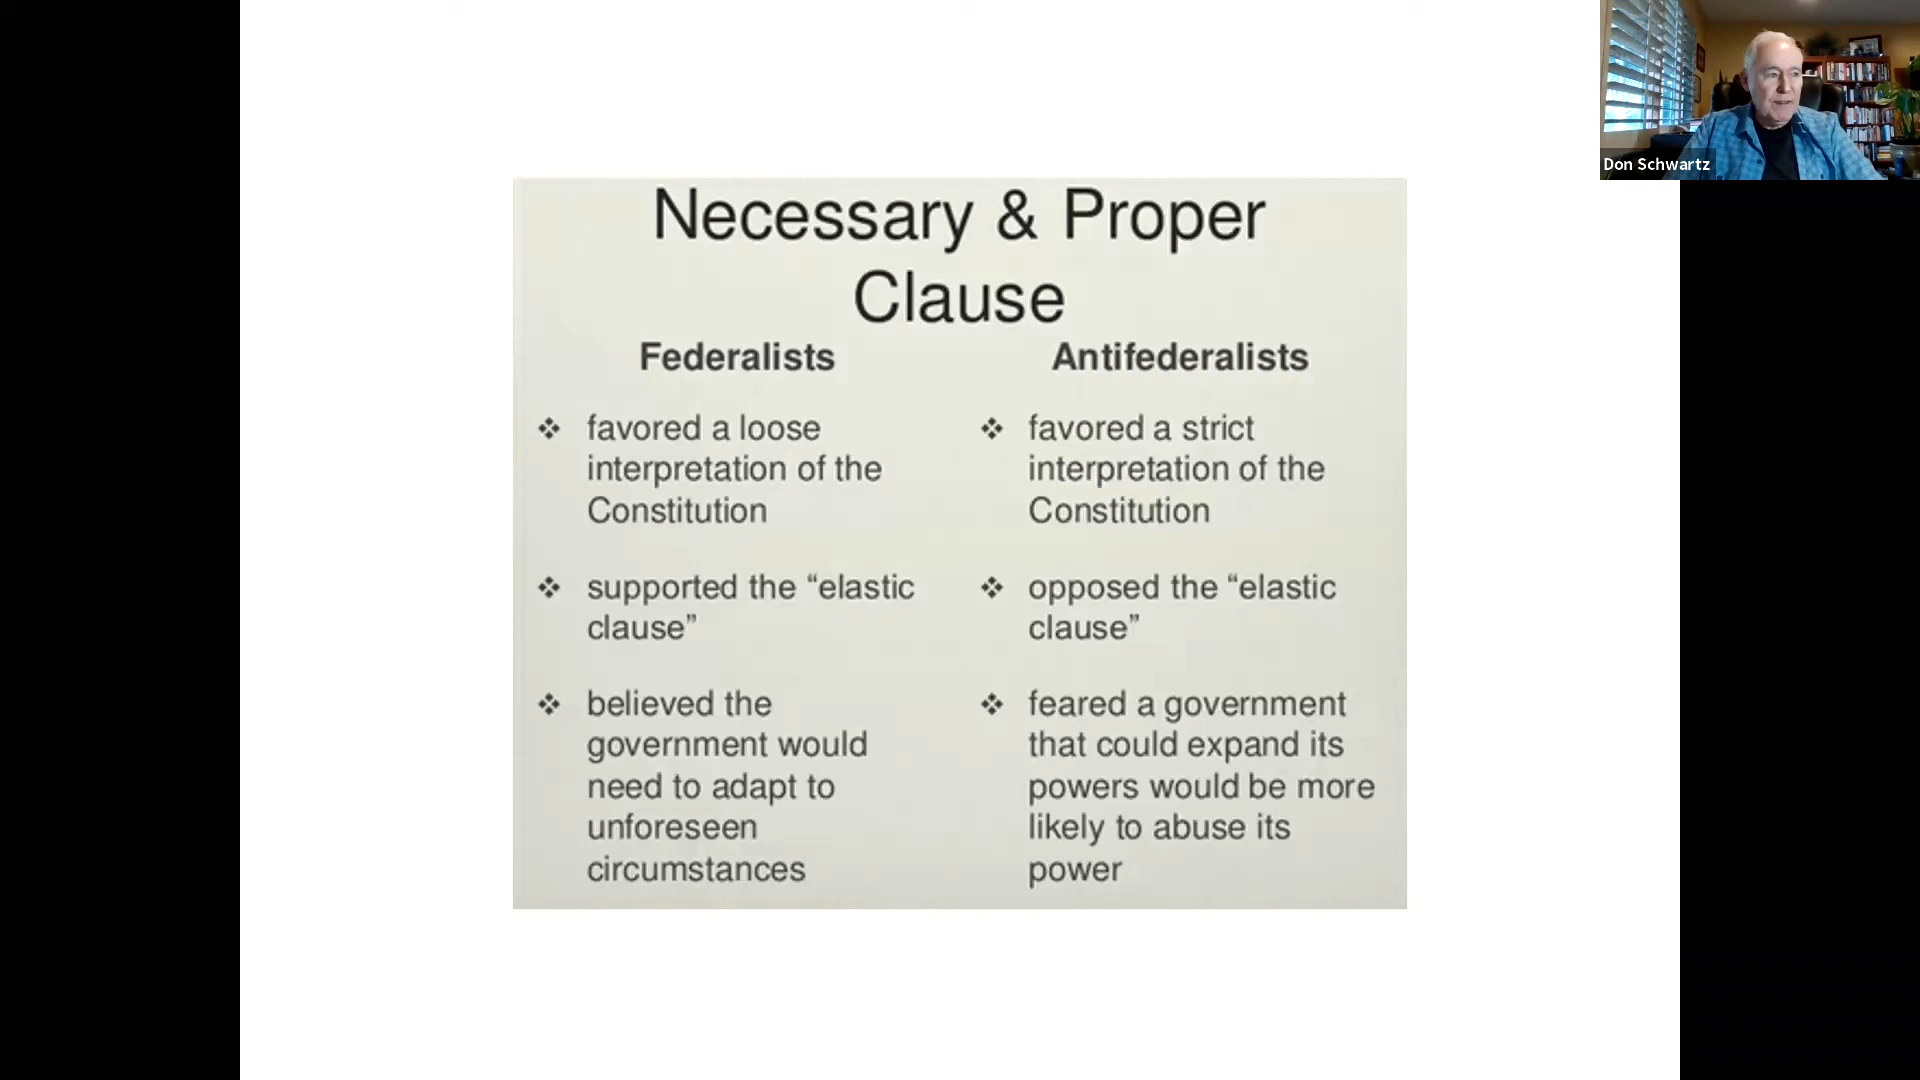 Necessary & Proper
Clause
Federalists
❖ favored a loose
interpretation of the
Constitution
❖ supported the “elastic
clause”
❖ believed the
government would
need to adapt to
unforeseen
circumstances
Antifederalists
❖ favored a strict
interpretation of the
Constitution
❖ opposed the “elastic
clause”
❖ feared a government
that could expand its
powers would be more
likely to abuse its
power
Don Schwartz